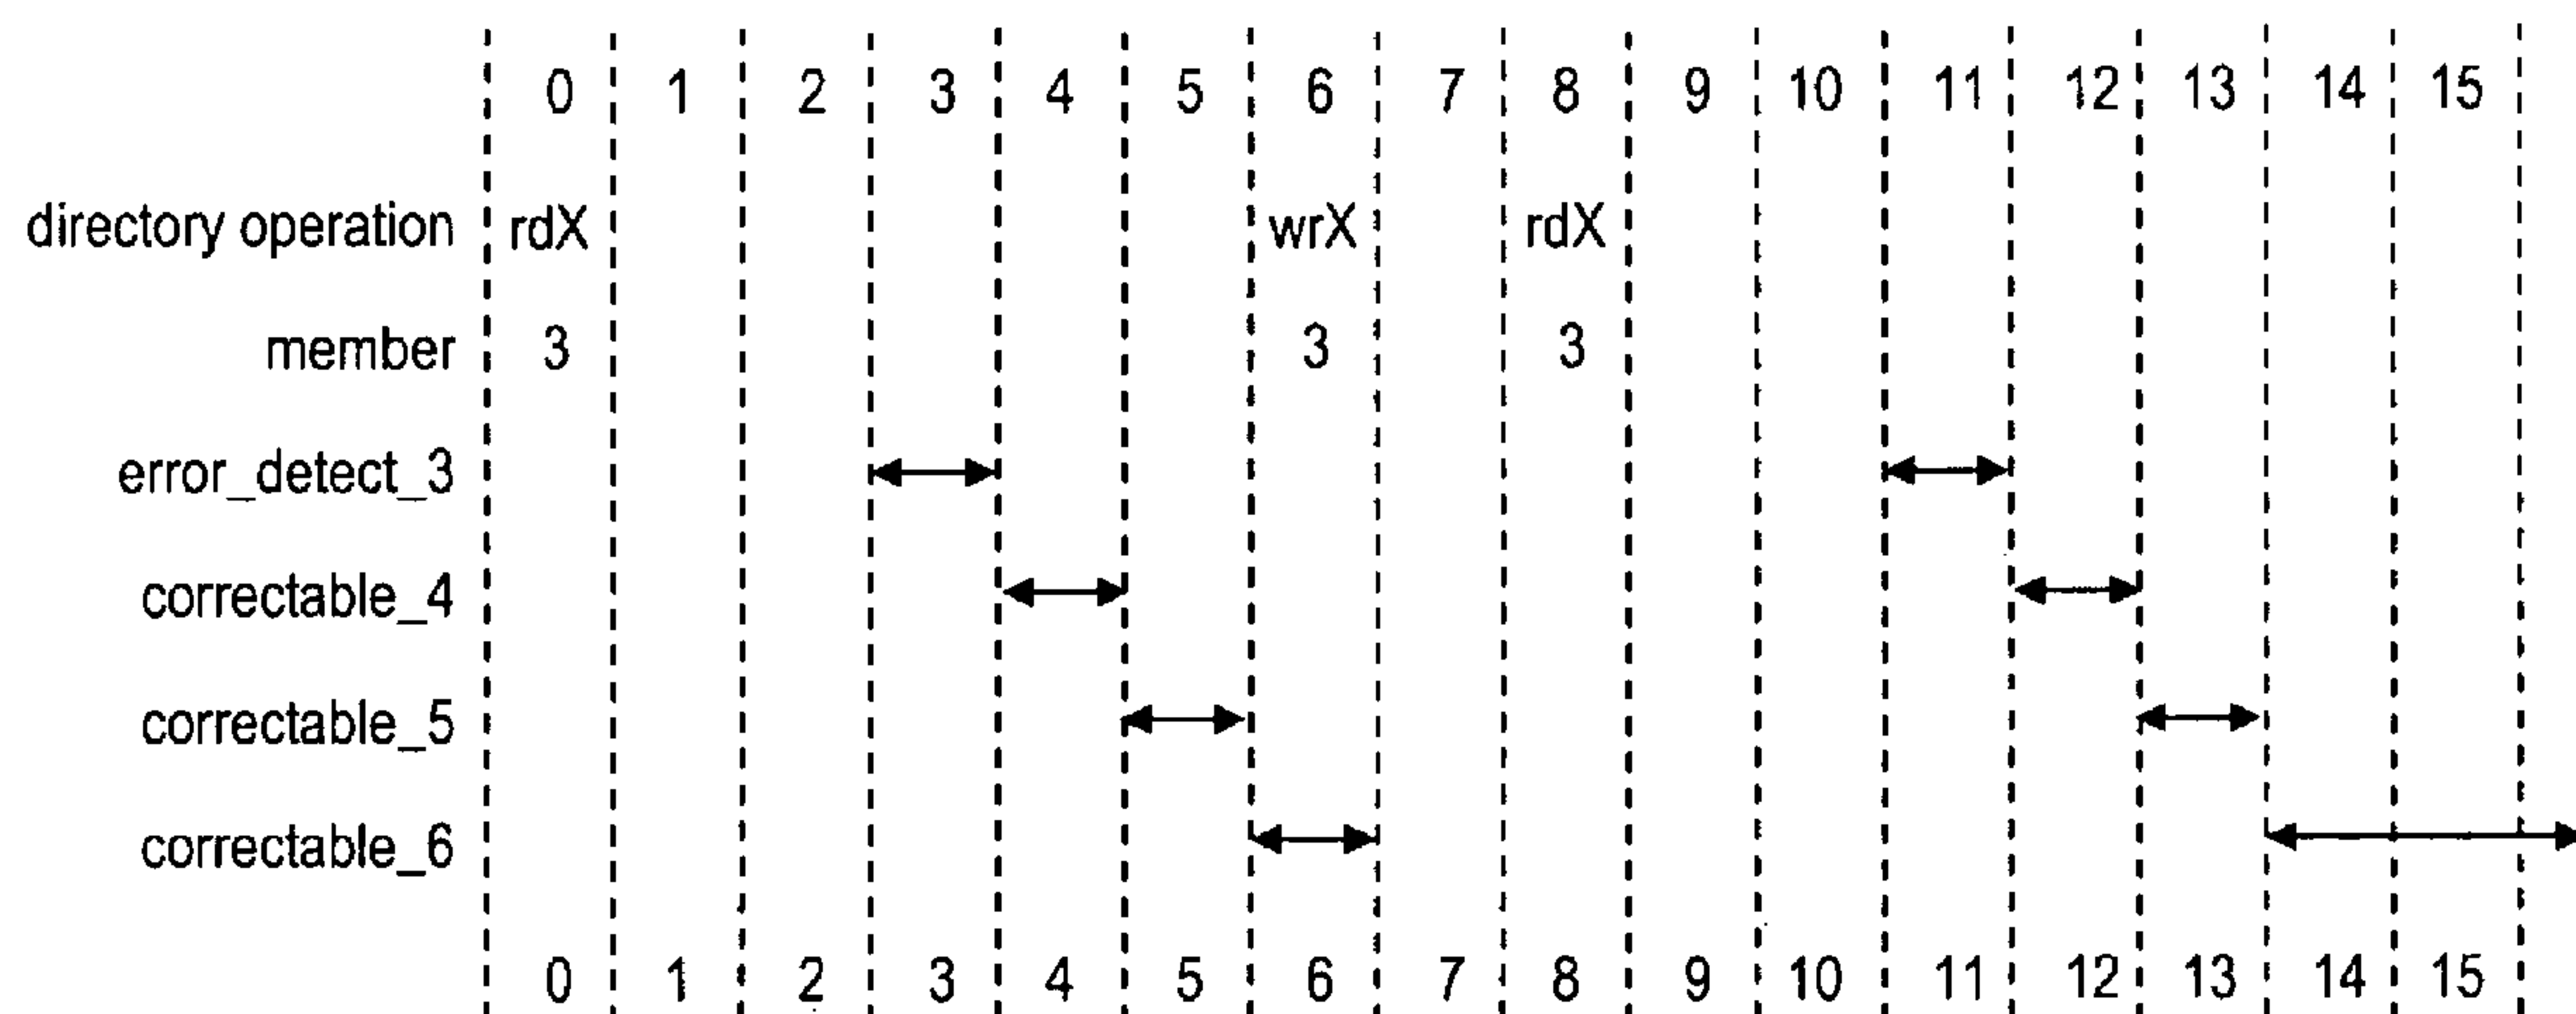 0 1 2 3 4 5 6 7 8 9 10 11 12 13 14 15
directory operation rdX wrX rdX
member 3 3 3
error_detect_3
correctable_4
correctable_5
correctable_6
0 1 2 3 4 5 6 7 8 9 10 11 12 13 14 15